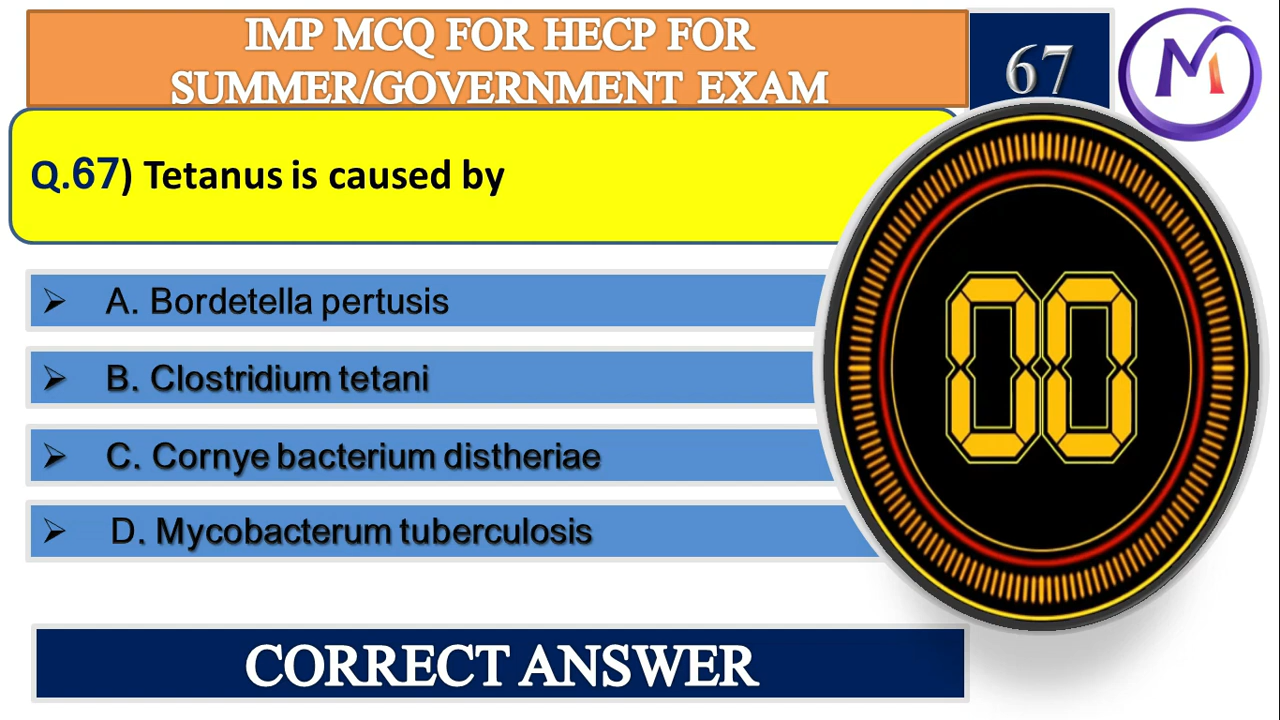 IMP MCQ FOR HECP FOR
SUMMER/GOVERNMENT EXAM
67
M
Q.67) Tetanus is caused by
➢ A. Bordetella pertusis
➢ B. Clostridium tetani
➢ C. Cornye bacterium distheriae
➢ D. Mycobacterum tuberculosis
00
CORRECT ANSWER